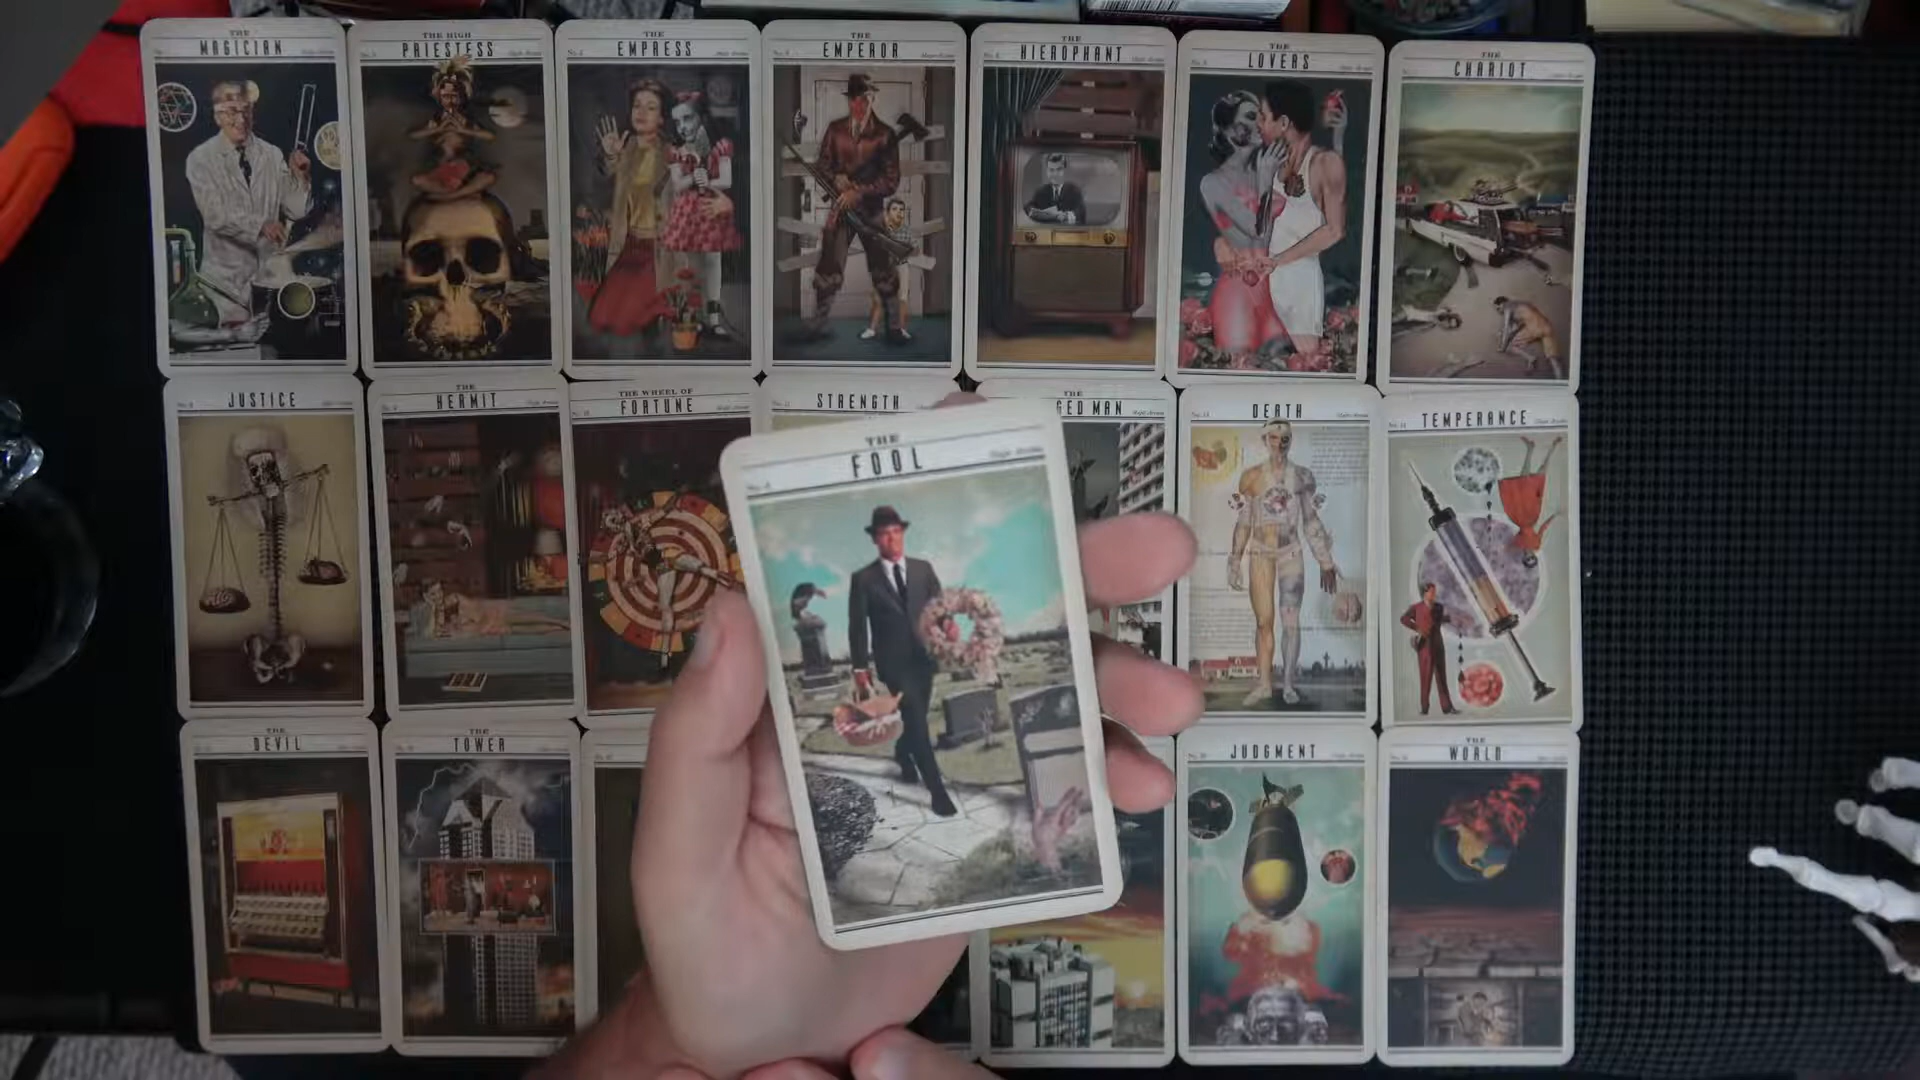 THE
MAGICIAN
THE HIGH
PRIESTESS
THE
EMPRESS
THE
EMPEROR
THE
HIEROPHANT
THE
LOVERS
THE
CHARIOT
JUSTICE
THE
HERMIT
THE WHEEL OF
FORTUNE
STRENGTH
THE
GED MAN
DEATH
TEMPERANCE
THE
FOOL
THE
DEVIL
THE
TOWER
JUDGMENT
THE
WORLD